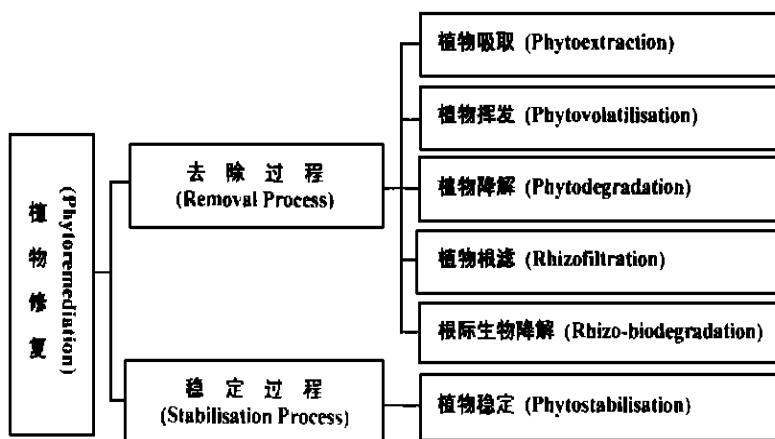 植物修复
(Phytoremediation)
去除过程
(Removal Process)
植物吸取 (Phytoextraction)
植物挥发 (Phytovolatilisation)
植物降解 (Phytodegradation)
植物根滤 (Rhizofiltration)
根际生物降解 (Rhizo-biodegradation)
稳定过程
(Stabilisation Process)
植物稳定 (Phytostabilisation)